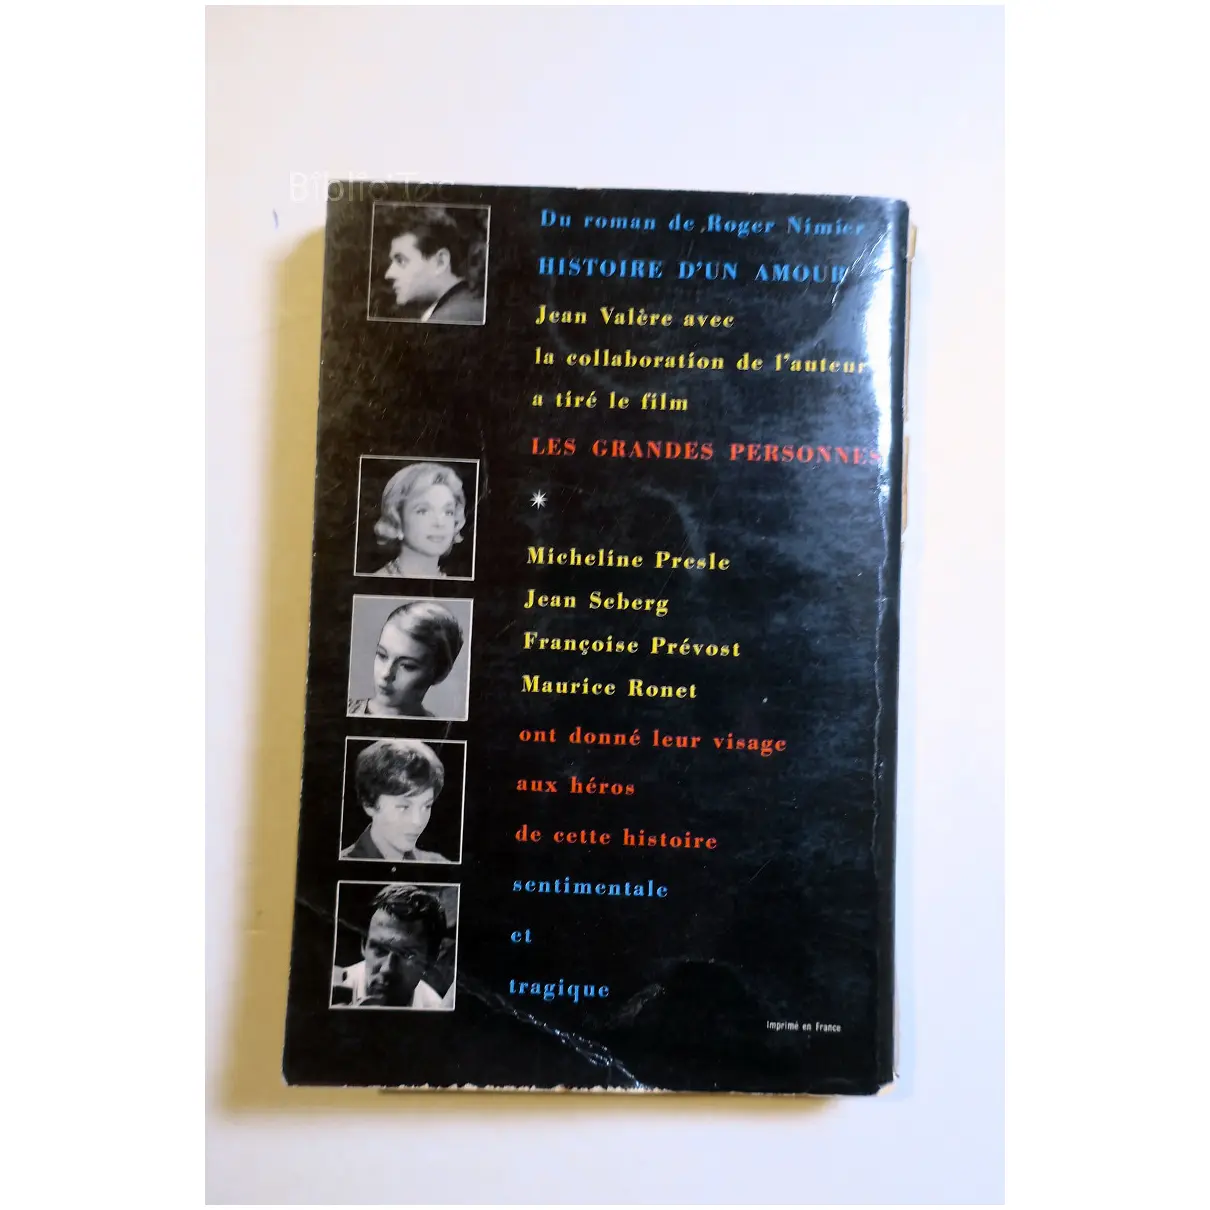 Du roman de Roger Nimier
HISTOIRE D'UN AMOUR
Jean Valère avec
la collaboration de l'auteur
a tiré le film
LES GRANDES PERSONNES
Micheline Presle
Jean Seberg
Françoise Prévost
Maurice Ronet
ont donné leur visage
aux héros
de cette histoire
sentimentale
et
tragique
Imprimé en France